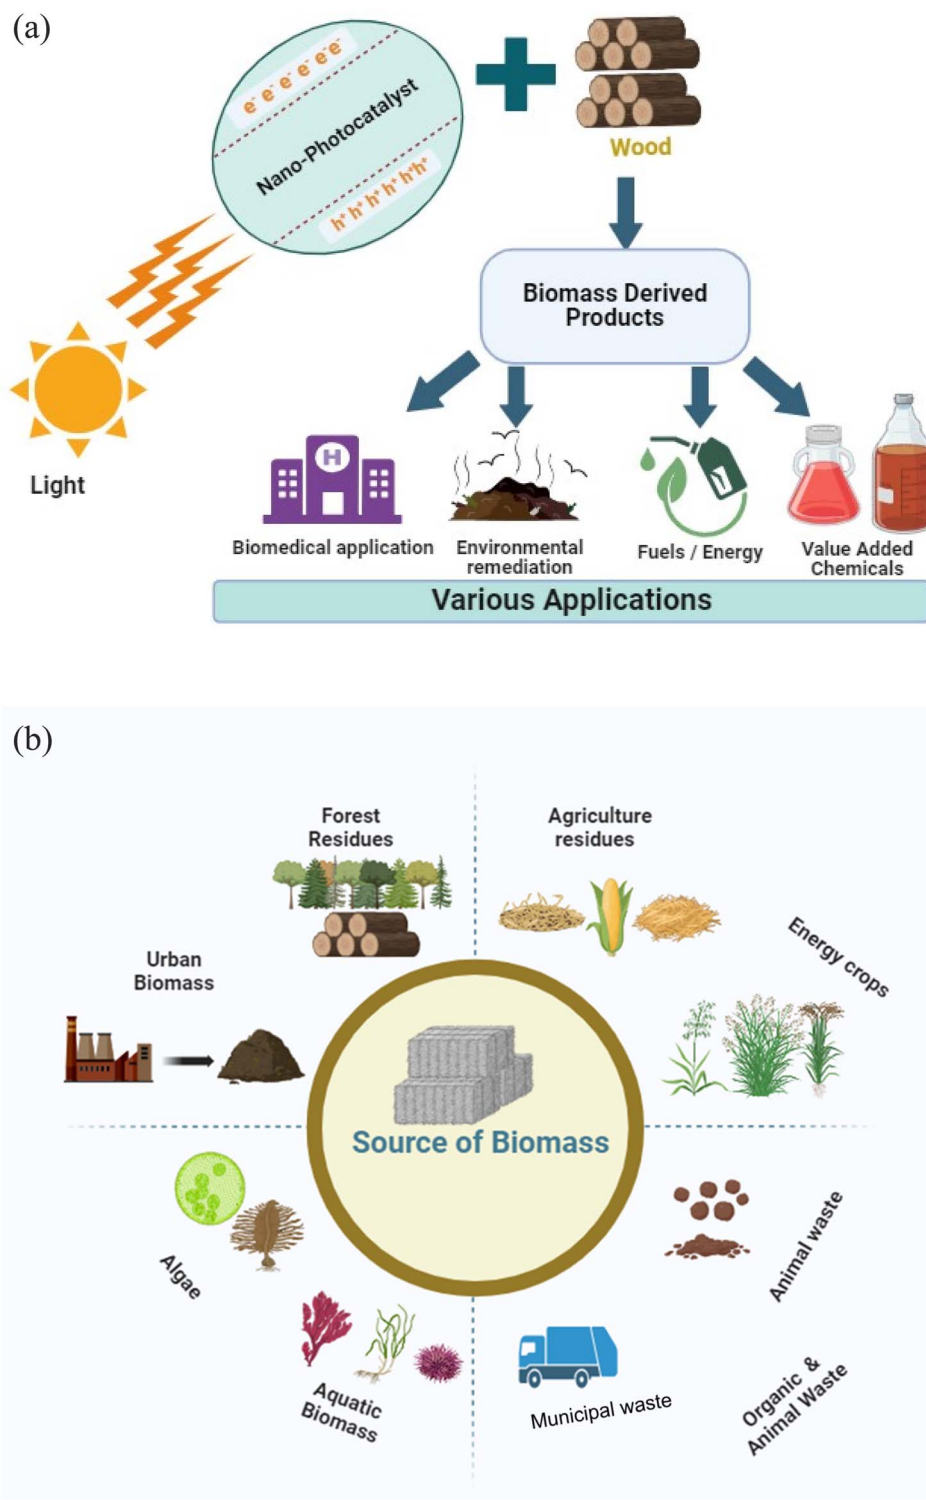 (a)
e⁻ e⁻ e⁻ e⁻ e⁻e⁻
Nano-Photocatalyst
h⁺ h⁺ h⁺ h⁺ h⁺h⁺
Wood
Biomass Derived
Products
Light
H
Biomedical application
Environmental
remediation
Fuels / Energy
Value Added
Chemicals
Various Applications
(b)
Forest
Residues
Agriculture
residues
Urban
Biomass
Energy crops
Source of Biomass
Algae
Animal waste
Aquatic
Biomass
Municipal waste
Organic &
Animal Waste